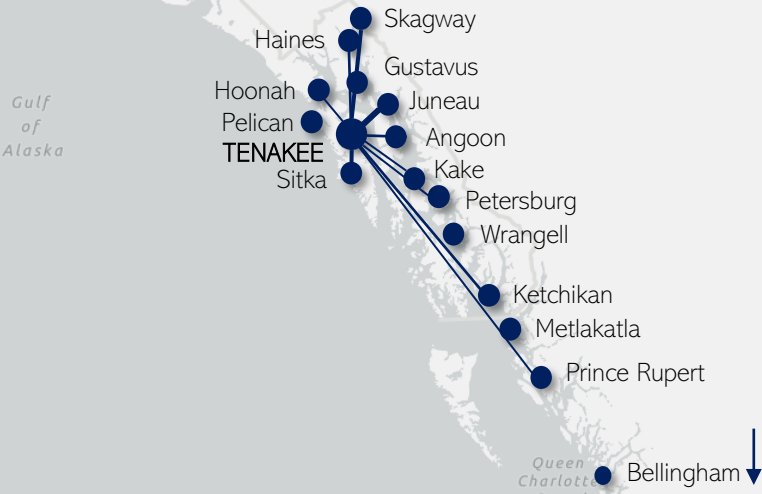 Skagway
Haines
Gustavus
Hoonah
Juneau
Gulf
of
Alaska
Pelican
Angoon
TENAKEE
Kake
Sitka
Petersburg
Wrangell
Ketchikan
Metlakatla
Prince Rupert
Queen
Charlotte
Bellingham